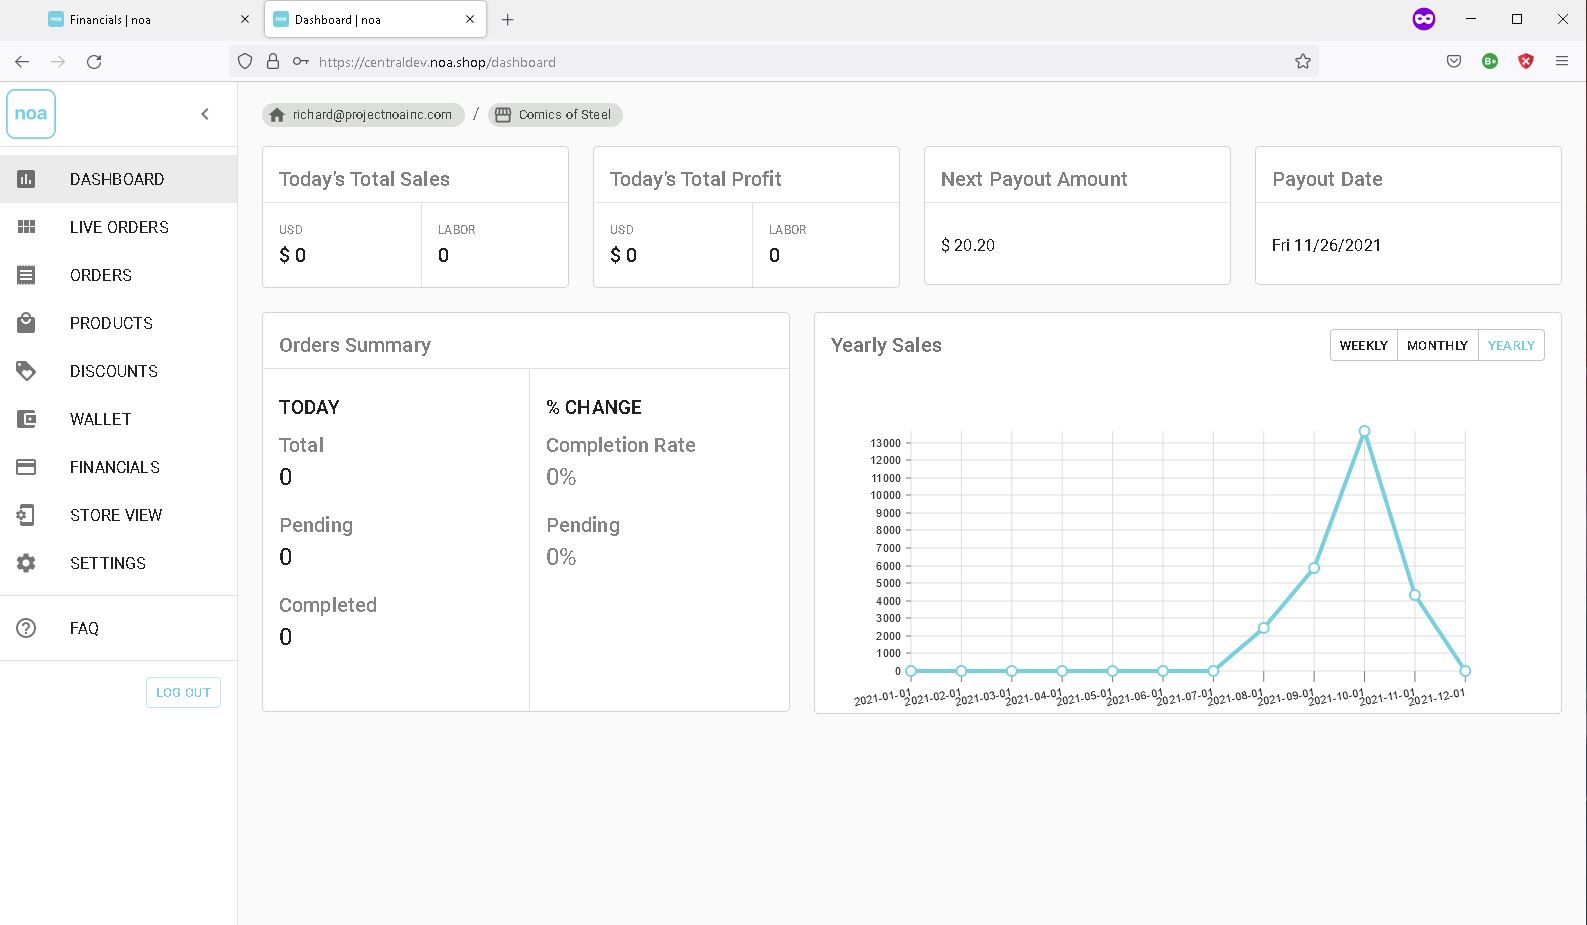 Financials | noa
Dashboard | noa
https://centraldev.noa.shop/dashboard
B+
noa
richard@projectnoainc.com / Comics of Steel
DASHBOARD
LIVE ORDERS
ORDERS
PRODUCTS
DISCOUNTS
WALLET
FINANCIALS
STORE VIEW
SETTINGS
FAQ
LOG OUT
Today's Total Sales
USD
$ 0
LABOR
0
Today's Total Profit
USD
$ 0
LABOR
0
Next Payout Amount
$ 20.20
Payout Date
Fri 11/26/2021
Orders Summary
TODAY
Total
0
Pending
0
Completed
0
% CHANGE
Completion Rate
0%
Pending
0%
Yearly Sales
WEEKLY MONTHLY YEARLY
13000
12000
11000
10000
9000
8000
7000
6000
5000
4000
3000
2000
1000
0
2021-01-01 2021-02-01 2021-03-01 2021-04-01 2021-05-01 2021-06-01 2021-07-01 2021-08-01 2021-09-01 2021-10-01 2021-11-01 2021-12-01